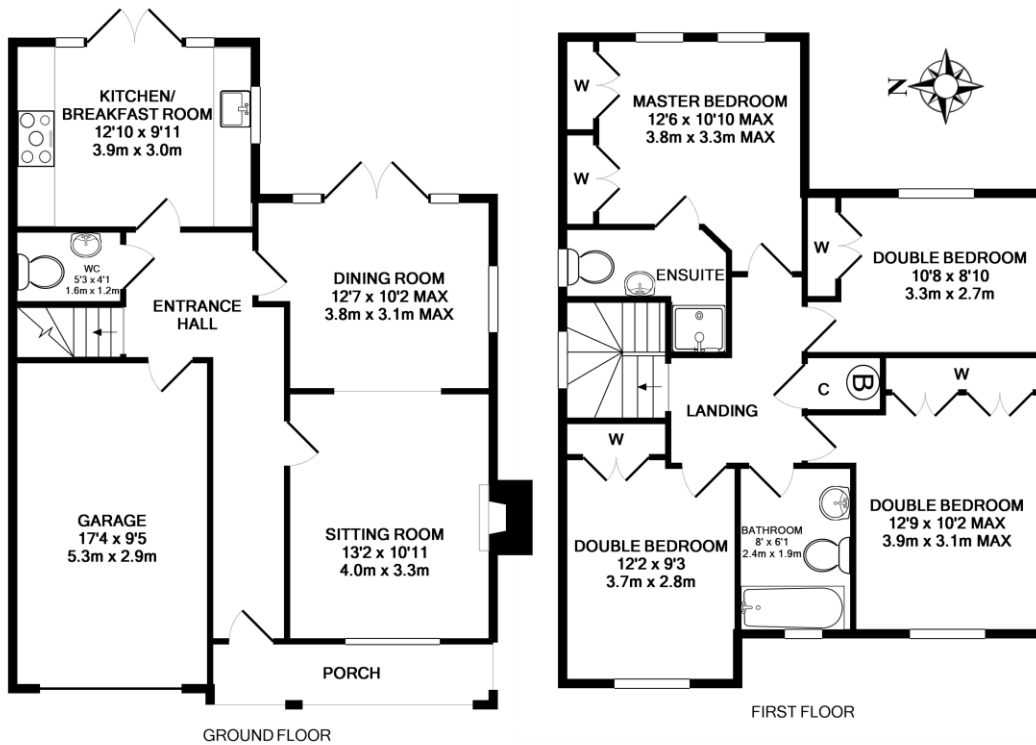 KITCHEN/
BREAKFAST ROOM
12'10 x 9'11
3.9m x 3.0m
WC
5'3 x 4'1
1.6m x 1.2m
ENTRANCE
HALL
DINING ROOM
12'7 x 10'2 MAX
3.8m x 3.1m MAX
GARAGE
17'4 x 9'5
5.3m x 2.9m
SITTING ROOM
13'2 x 10'11
4.0m x 3.3m
PORCH
GROUND FLOOR
W
MASTER BEDROOM
12'6 x 10'10 MAX
3.8m x 3.3m MAX
W
N
ENSUITE
W
DOUBLE BEDROOM
10'8 x 8'10
3.3m x 2.7m
C
B
W
LANDING
W
DOUBLE BEDROOM
12'2 x 9'3
3.7m x 2.8m
BATHROOM
8' x 6'1
2.4m x 1.9m
DOUBLE BEDROOM
12'9 x 10'2 MAX
3.9m x 3.1m MAX
FIRST FLOOR